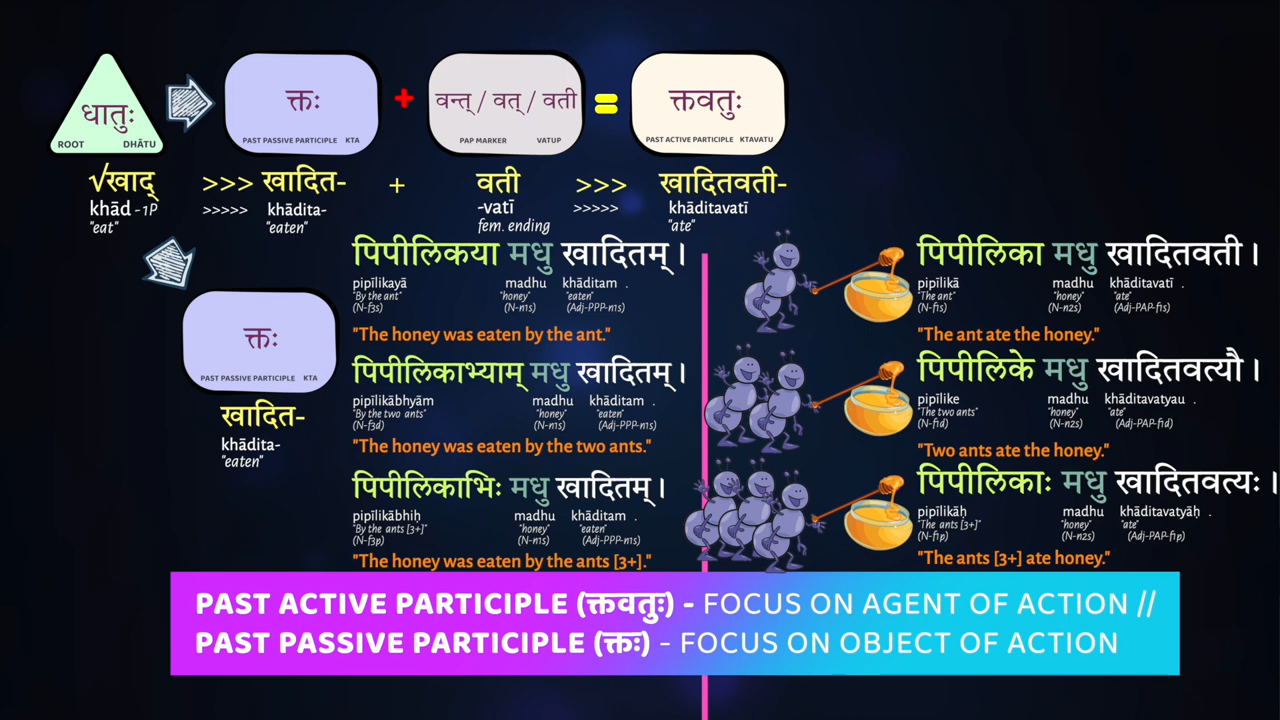 धातुः
ROOT DHĀTU
क्तः
PAST PASSIVE PARTICIPLE KTA
+
वन्त् / वत् / वती
PAP MARKER VATUP
=
क्तवतुः
PAST ACTIVE PARTICIPLE KTAVATU
√खाद् >>> खादित- + वती >>> खादितवती-
khād -1P >>>>> khādita- -vatī >>>>> khāditavatī
"eat" "eaten" fem. ending "ate"
क्तः
PAST PASSIVE PARTICIPLE KTA
खादित-
khādita-
"eaten"
पिपीलिकया मधु खादितम् ।
pipīlikayā madhu khāditam .
"By the ant" "honey" "eaten"
(N-f3s) (N-n1s) (Adj-PPP-n1s)
"The honey was eaten by the ant."
पिपीलिकाभ्याम् मधु खादितम् ।
pipīlikābhyām madhu khāditam .
"By the two ants" "honey" "eaten"
(N-f3d) (N-n1s) (Adj-PPP-n1s)
"The honey was eaten by the two ants."
पिपीलिकाभिः मधु खादितम् ।
pipīlikābhiḥ madhu khāditam .
"By the ants [3+]" "honey" "eaten"
(N-f3p) (N-n1s) (Adj-PPP-n1s)
"The honey was eaten by the ants [3+]."
पिपीलिका मधु खादितवती ।
pipīlikā madhu khāditavatī .
"The ant" "honey" "ate"
(N-f1s) (N-n2s) (Adj-PAP-f1s)
"The ant ate the honey."
पिपीलिके मधु खादितवत्यौ ।
pipīlike madhu khāditavatyau .
"The two ants" "honey" "ate"
(N-f1d) (N-n2s) (Adj-PAP-f1d)
"Two ants ate the honey."
पिपीलिकाः मधु खादितवत्यः ।
pipīlikāḥ madhu khāditavatyāḥ .
"The ants [3+]" "honey" "ate"
(N-f1p) (N-n2s) (Adj-PAP-f1p)
"The ants [3+] ate honey."
PAST ACTIVE PARTICIPLE (क्तवतुः) - FOCUS ON AGENT OF ACTION //
PAST PASSIVE PARTICIPLE (क्तः) - FOCUS ON OBJECT OF ACTION